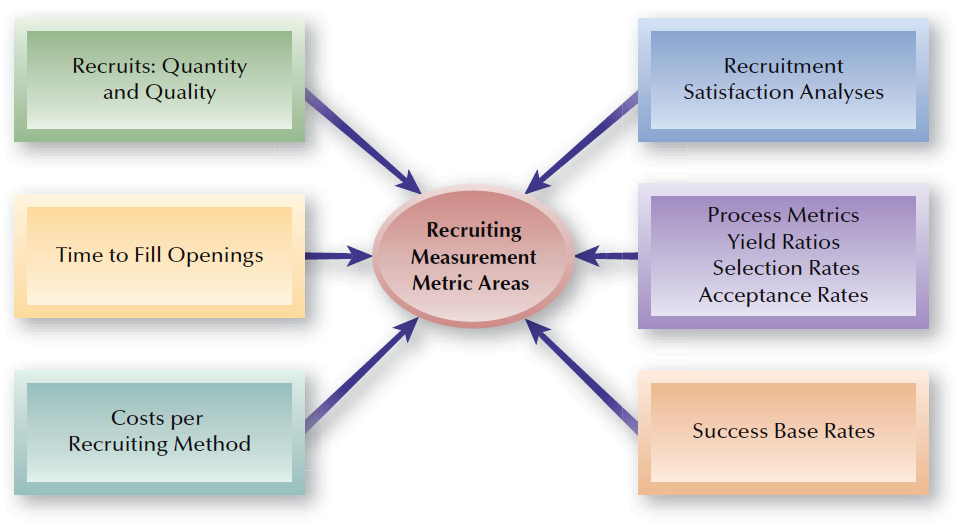 Recruits: Quantity
and Quality
Recruitment
Satisfaction Analyses
Time to Fill Openings
Recruiting
Measurement
Metric Areas
Process Metrics
Yield Ratios
Selection Rates
Acceptance Rates
Costs per
Recruiting Method
Success Base Rates